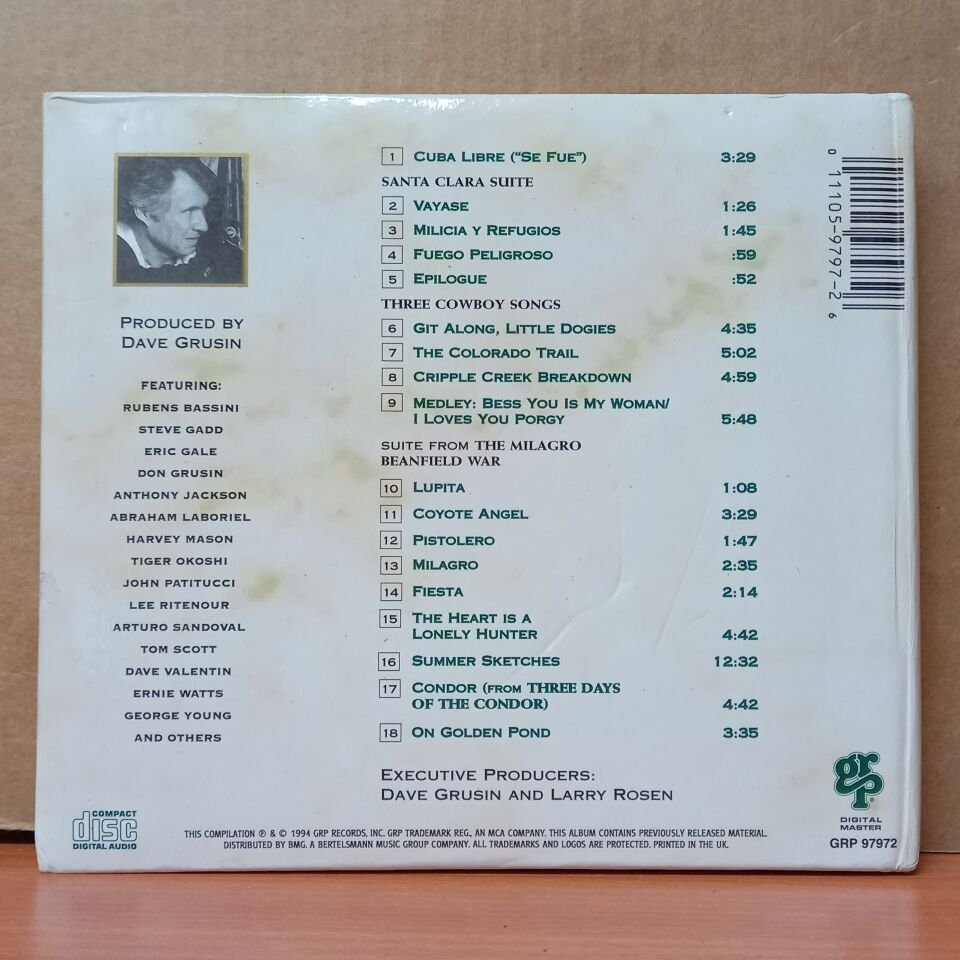 PRODUCED BY
DAVE GRUSIN
FEATURING:
RUBENS BASSINI
STEVE GADD
ERIC GALE
DON GRUSIN
ANTHONY JACKSON
ABRAHAM LABORIEL
HARVEY MASON
TIGER OKOSHI
JOHN PATITUCCI
LEE RITENOUR
ARTURO SANDOVAL
TOM SCOTT
DAVE VALENTIN
ERNIE WATTS
GEORGE YOUNG
AND OTHERS
1 CUBA LIBRE ("SE FUE") 3:29
SANTA CLARA SUITE
2 VAYASE 1:26
3 MILICIA Y REFUGIOS 1:45
4 FUEGO PELIGROSO :59
5 EPILOGUE :52
THREE COWBOY SONGS
6 GIT ALONG, LITTLE DOGIES 4:35
7 THE COLORADO TRAIL 5:02
8 CRIPPLE CREEK BREAKDOWN 4:59
9 MEDLEY: BESS YOU IS MY WOMAN/
I LOVES YOU PORGY 5:48
SUITE FROM THE MILAGRO
BEANFIELD WAR
10 LUPITA 1:08
11 COYOTE ANGEL 3:29
12 PISTOLERO 1:47
13 MILAGRO 2:35
14 FIESTA 2:14
15 THE HEART IS A
LONELY HUNTER 4:42
16 SUMMER SKETCHES 12:32
17 CONDOR (FROM THREE DAYS
OF THE CONDOR) 4:42
18 ON GOLDEN POND 3:35
EXECUTIVE PRODUCERS:
DAVE GRUSIN AND LARRY ROSEN
0 11105-9797-2 6
grp
DIGITAL
MASTER
GRP 97972
COMPACT
disc
DIGITAL AUDIO
THIS COMPILATION ℗ & © 1994 GRP RECORDS, INC. GRP TRADEMARK REG., AN MCA COMPANY. THIS ALBUM CONTAINS PREVIOUSLY RELEASED MATERIAL.
DISTRIBUTED BY BMG. A BERTELSMANN MUSIC GROUP COMPANY. ALL TRADEMARKS AND LOGOS ARE PROTECTED. PRINTED IN THE UK.